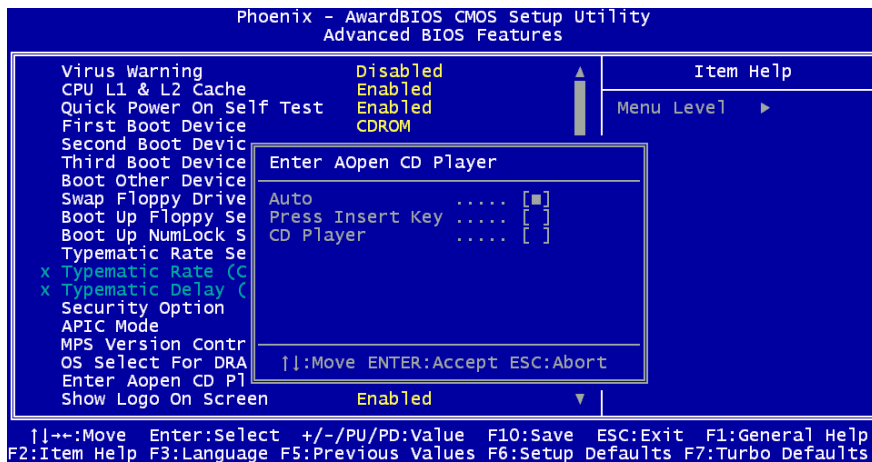 Phoenix - AwardBIOS CMOS Setup Utility
Advanced BIOS Features
Virus Warning Disabled
CPU L1 & L2 Cache Enabled
Quick Power On Self Test Enabled
First Boot Device CDROM
Second Boot Devic
Third Boot Device
Boot Other Device
Swap Floppy Drive
Boot Up Floppy Se
Boot Up NumLock S
Typematic Rate Se
x Typematic Rate (C
x Typematic Delay (
Security Option
APIC Mode
MPS Version Contr
OS Select For DRA
Enter Aopen CD Pl
Show Logo On Screen Enabled
Enter AOpen CD Player
Auto ..... [■]
Press Insert Key ..... [ ]
CD Player ..... [ ]
↑↓:Move ENTER:Accept ESC:Abort
Item Help
Menu Level ▶
↑↓→←:Move Enter:Select +/-/PU/PD:Value F10:Save ESC:Exit F1:General Help
F2:Item Help F3:Language F5:Previous Values F6:Setup Defaults F7:Turbo Defaults